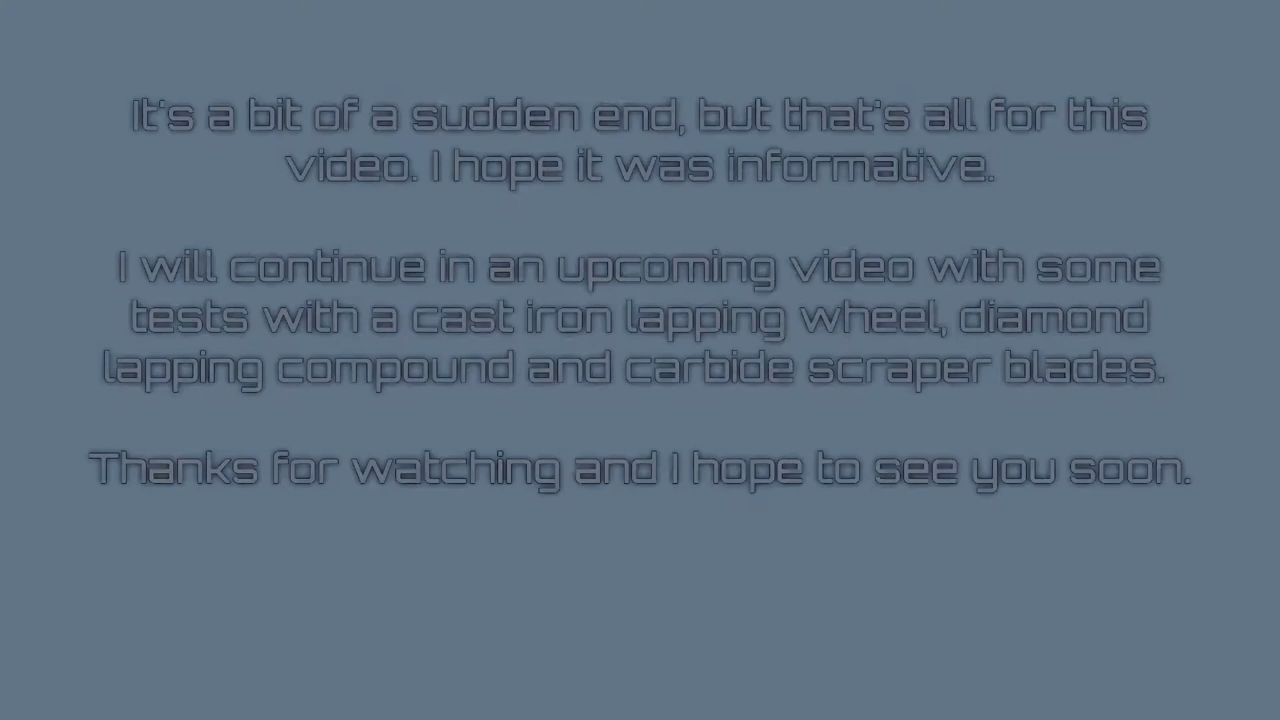 It's a bit of a sudden end, but that's all for this
video. I hope it was informative.
I will continue in an upcoming video with some
tests with a cast iron lapping wheel, diamond
lapping compound and carbide scraper blades.
Thanks for watching and I hope to see you soon.